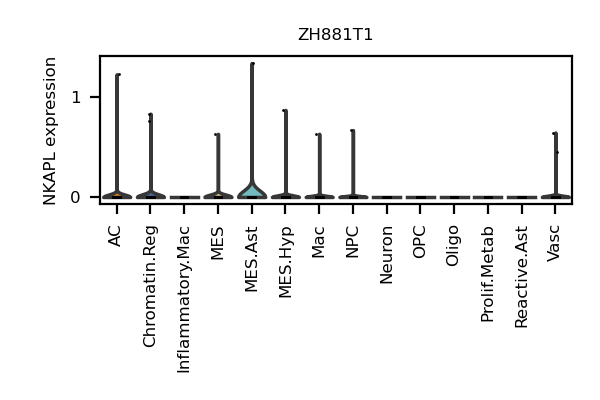 ZH881T1
NKAPL expression
1
0
AC
Chromatin.Reg
Inflammatory.Mac
MES
MES.Ast
MES.Hyp
Mac
NPC
Neuron
OPC
Oligo
Prolif.Metab
Reactive.Ast
Vasc